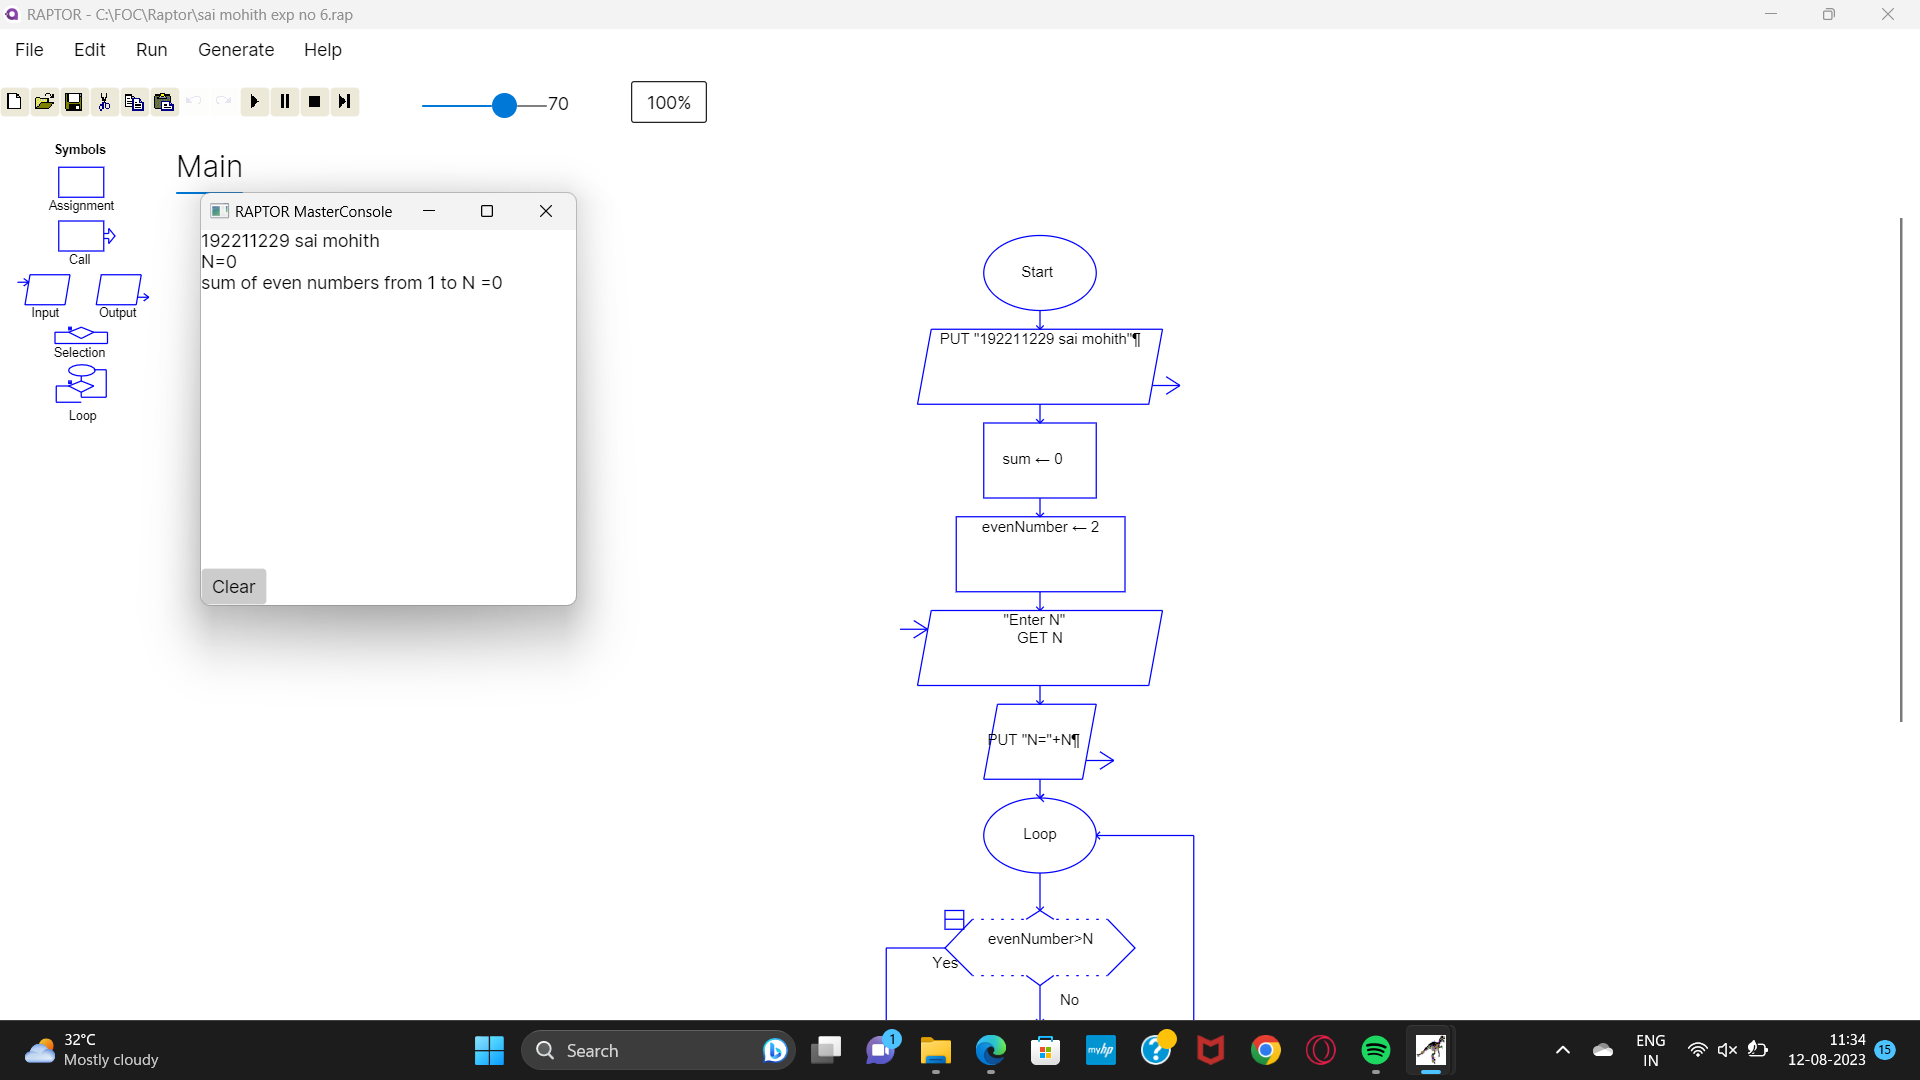 RAPTOR - C:\FOC\Raptor\sai mohith exp no 6.rap
File Edit Run Generate Help
70
100%
Symbols
Assignment
Call
Input Output
Selection
Loop
Main
RAPTOR MasterConsole
192211229 sai mohith
N=0
sum of even numbers from 1 to N =0
Clear
Start
PUT "192211229 sai mohith"¶
sum ← 0
evenNumber ← 2
"Enter N"
GET N
PUT "N="+N¶
Loop
evenNumber>N
Yes
No
32°C
Mostly cloudy
Search
1
myhp
ENG
IN
11:34
12-08-2023
15